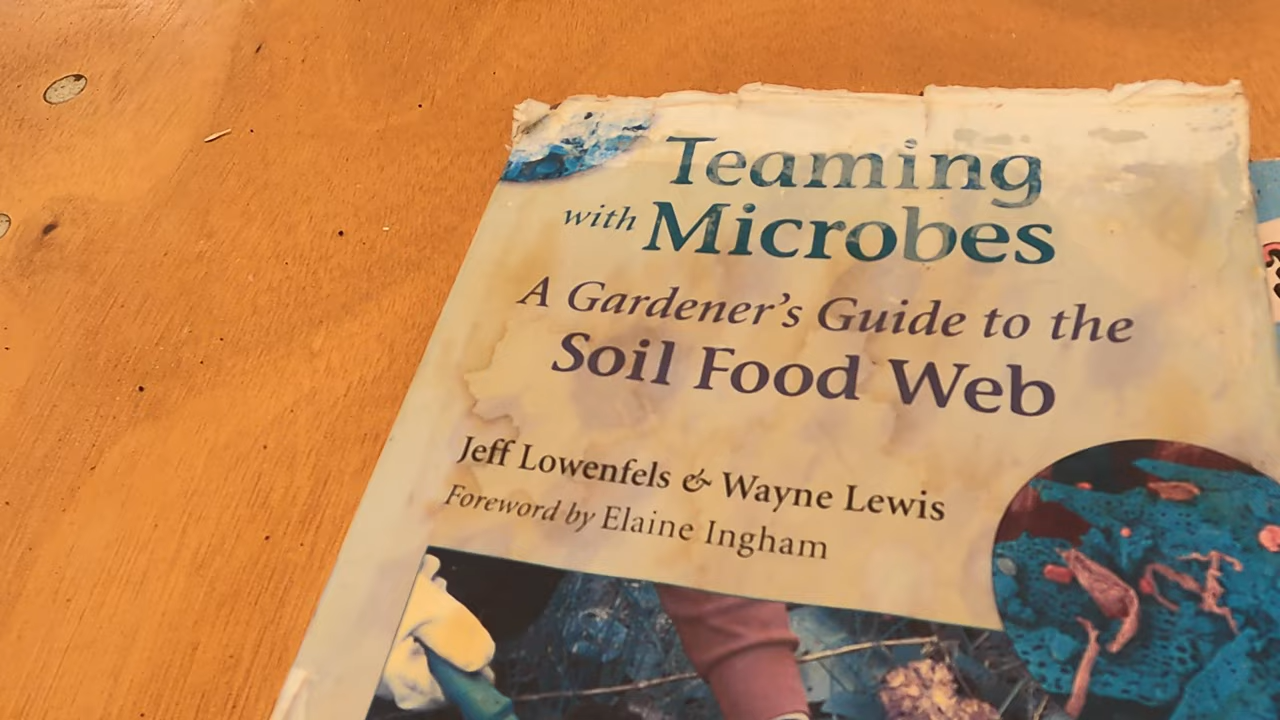 Teaming
with Microbes
A Gardener's Guide to the
Soil Food Web
Jeff Lowenfels & Wayne Lewis
Foreword by Elaine Ingham